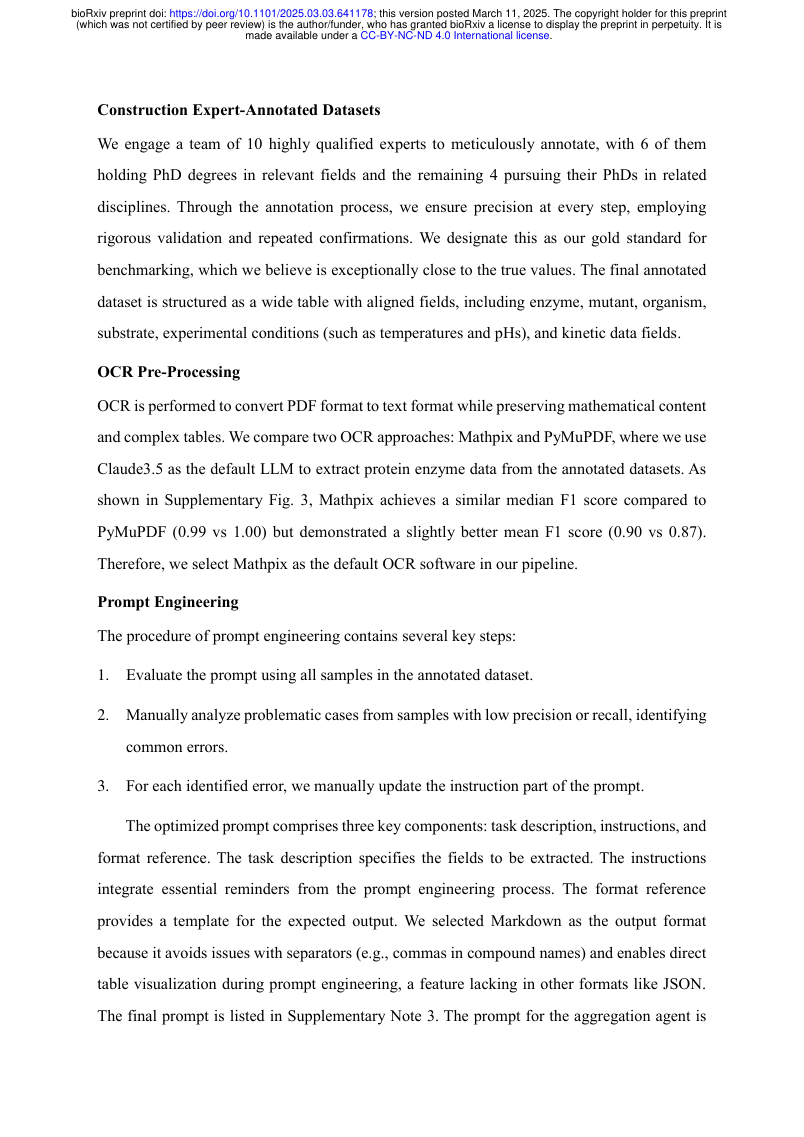 bioRxiv preprint doi: https://doi.org/10.1101/2025.03.03.641178; this version posted March 11, 2025. The copyright holder for this preprint
(which was not certified by peer review) is the author/funder, who has granted bioRxiv a license to display the preprint in perpetuity. It is
made available under a CC-BY-NC-ND 4.0 International license.
Construction Expert-Annotated Datasets
We engage a team of 10 highly qualified experts to meticulously annotate, with 6 of them
holding PhD degrees in relevant fields and the remaining 4 pursuing their PhDs in related
disciplines. Through the annotation process, we ensure precision at every step, employing
rigorous validation and repeated confirmations. We designate this as our gold standard for
benchmarking, which we believe is exceptionally close to the true values. The final annotated
dataset is structured as a wide table with aligned fields, including enzyme, mutant, organism,
substrate, experimental conditions (such as temperatures and pHs), and kinetic data fields.
OCR Pre-Processing
OCR is performed to convert PDF format to text format while preserving mathematical content
and complex tables. We compare two OCR approaches: Mathpix and PyMuPDF, where we use
Claude3.5 as the default LLM to extract protein enzyme data from the annotated datasets. As
shown in Supplementary Fig. 3, Mathpix achieves a similar median F1 score compared to
PyMuPDF (0.99 vs 1.00) but demonstrated a slightly better mean F1 score (0.90 vs 0.87).
Therefore, we select Mathpix as the default OCR software in our pipeline.
Prompt Engineering
The procedure of prompt engineering contains several key steps:
1. Evaluate the prompt using all samples in the annotated dataset.
2. Manually analyze problematic cases from samples with low precision or recall, identifying
common errors.
3. For each identified error, we manually update the instruction part of the prompt.
The optimized prompt comprises three key components: task description, instructions, and
format reference. The task description specifies the fields to be extracted. The instructions
integrate essential reminders from the prompt engineering process. The format reference
provides a template for the expected output. We selected Markdown as the output format
because it avoids issues with separators (e.g., commas in compound names) and enables direct
table visualization during prompt engineering, a feature lacking in other formats like JSON.
The final prompt is listed in Supplementary Note 3. The prompt for the aggregation agent is